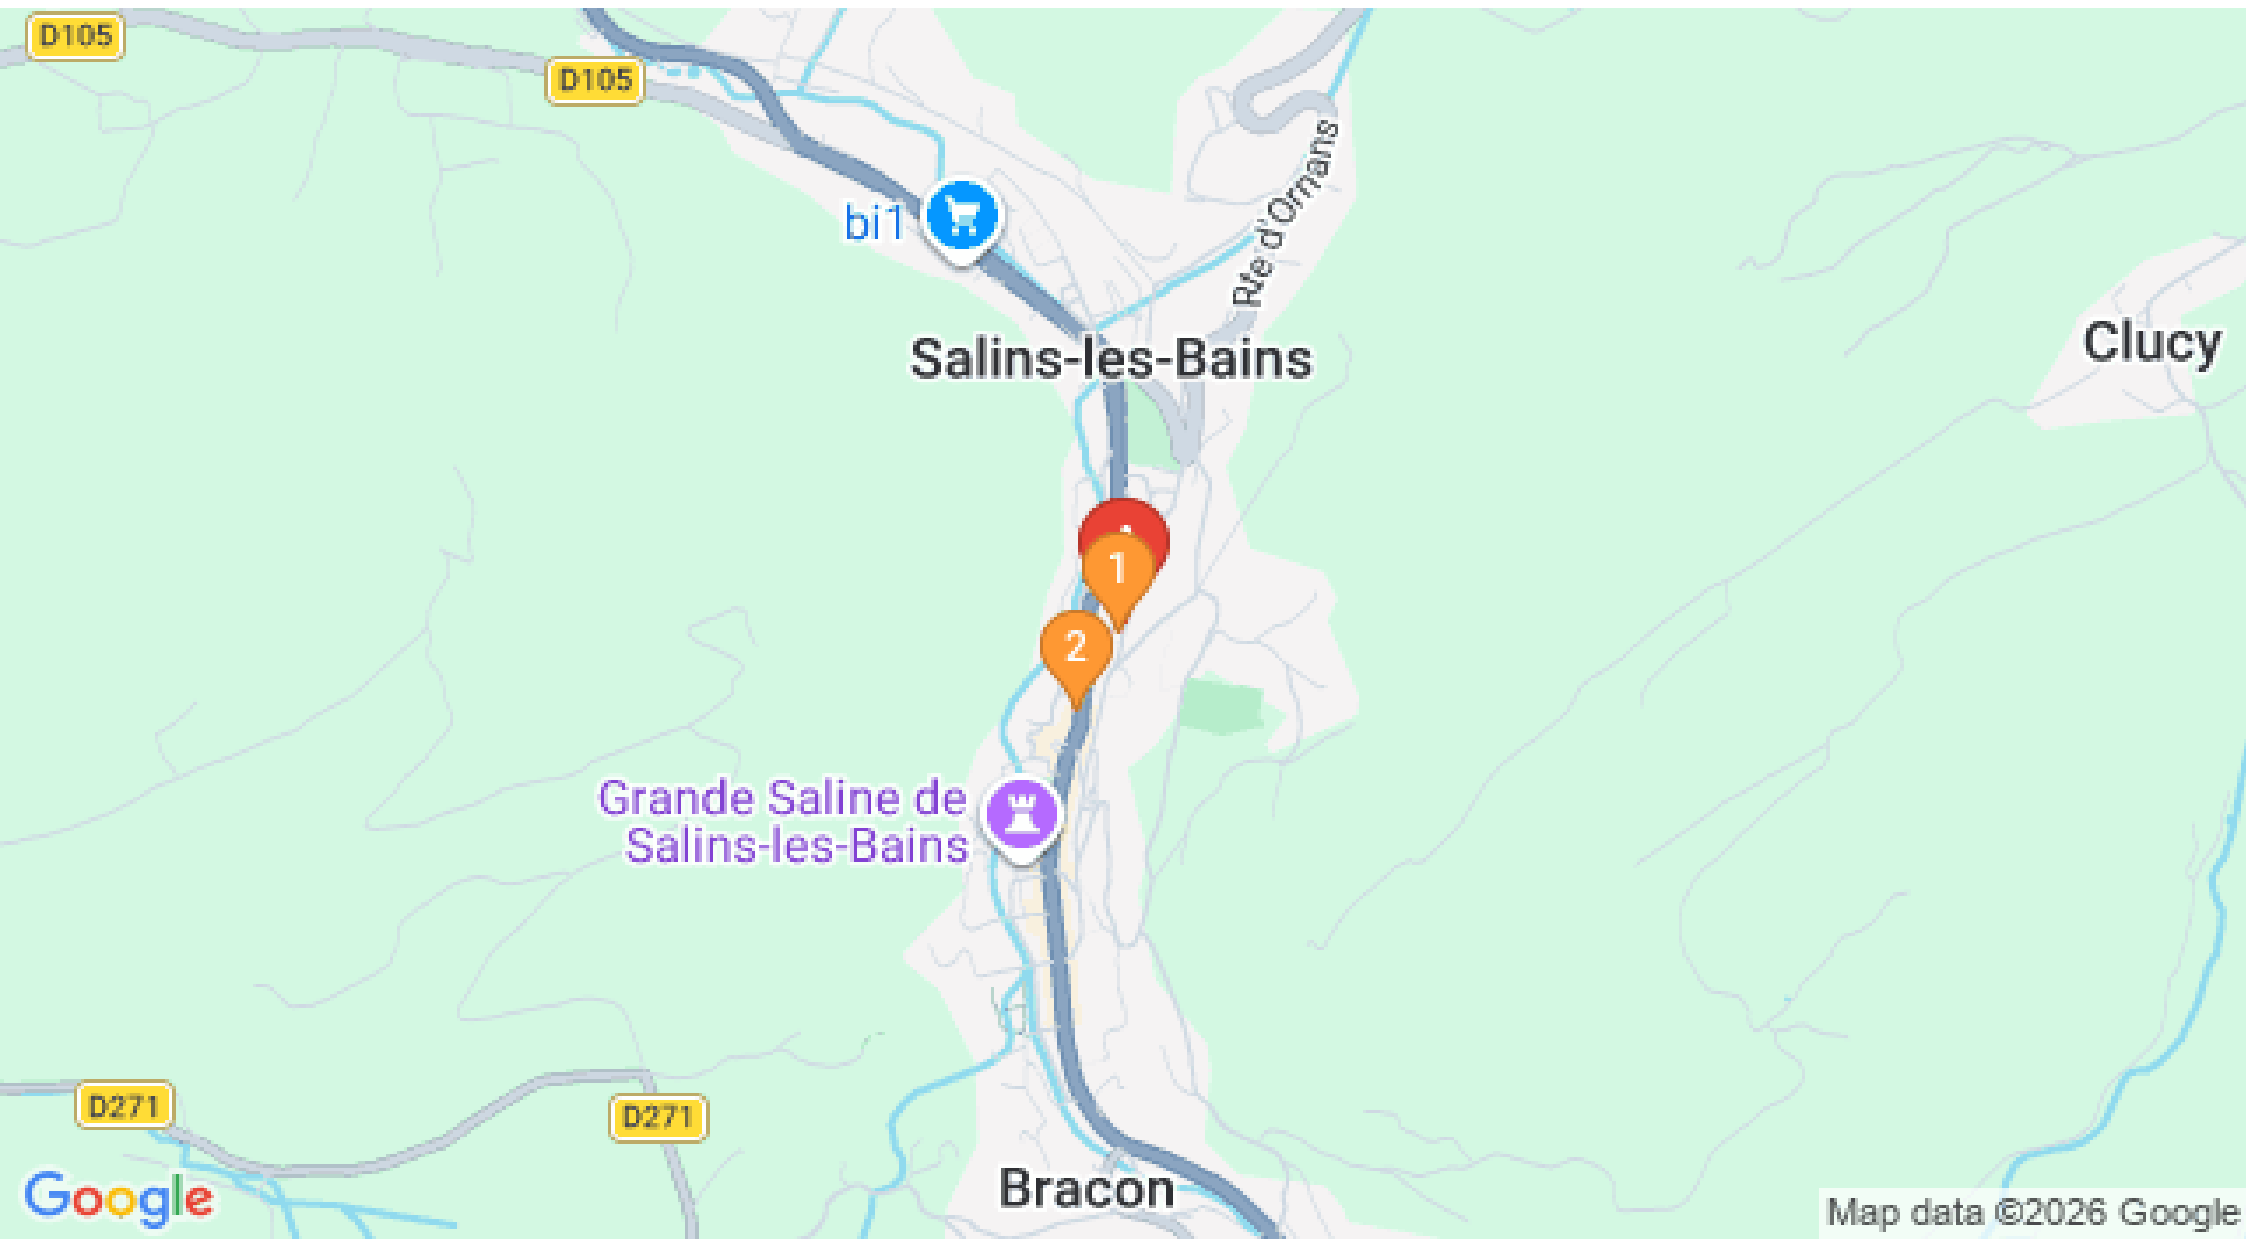 D105
D105
Rte d'Ornans
bi1
Salins-les-Bains
Clucy
1
2
Grande Saline de
Salins-les-Bains
D271
D271
Bracon
Google
Map data ©2026 Google